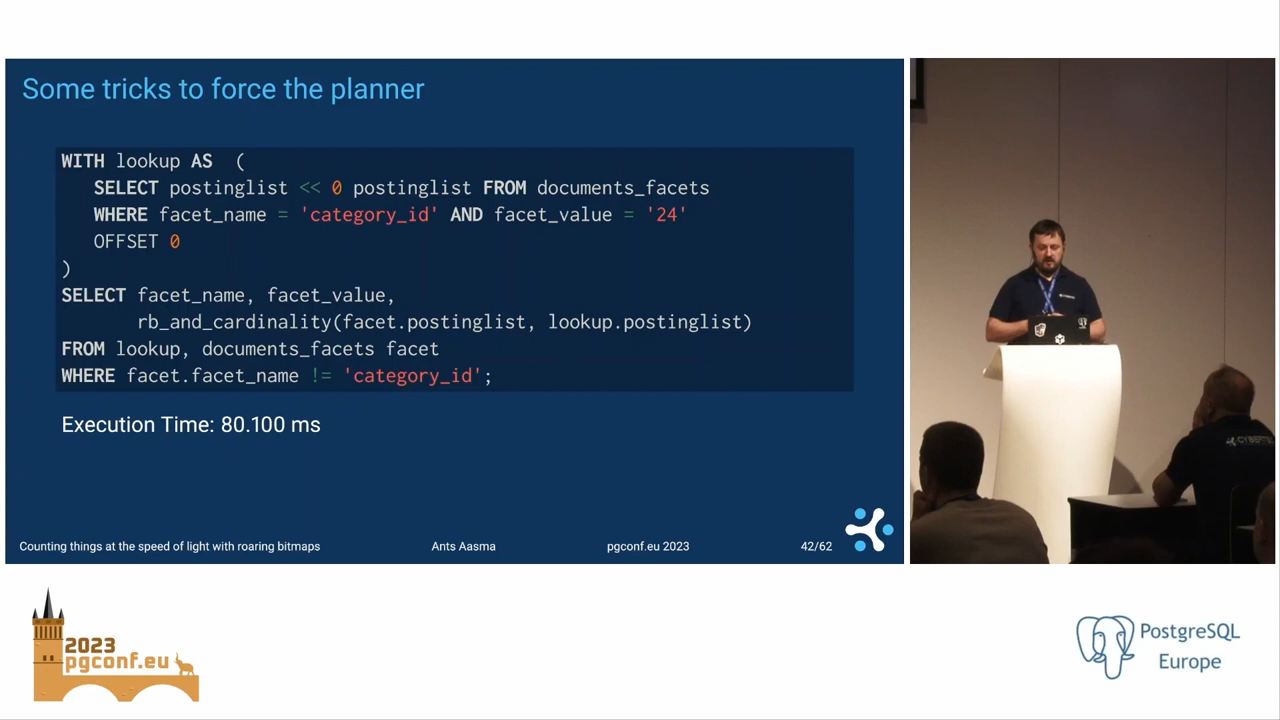 Some tricks to force the planner
WITH lookup AS (
SELECT postinglist << 0 postinglist FROM documents_facets
WHERE facet_name = 'category_id' AND facet_value = '24'
OFFSET 0
)
SELECT facet_name, facet_value,
rb_and_cardinality(facet.postinglist, lookup.postinglist)
FROM lookup, documents_facets facet
WHERE facet.facet_name != 'category_id';
Execution Time: 80.100 ms
Counting things at the speed of light with roaring bitmaps
Ants Aasma
pgconf.eu 2023
42/62
2023
pgconf.eu
PostgreSQL
Europe